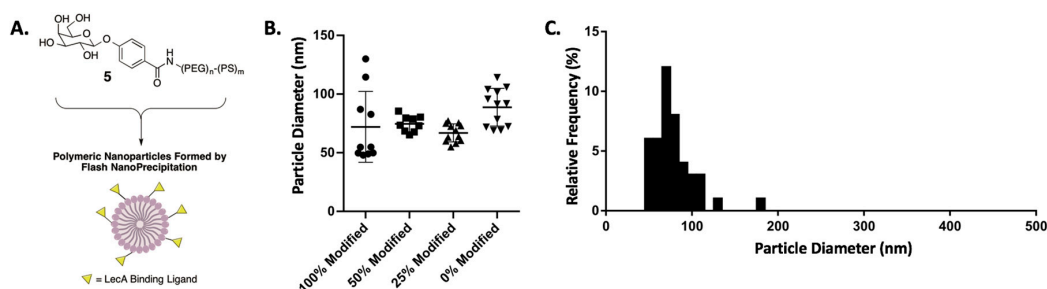 A.
OH
OH
HO
OH
O
O
H
N
O
(PEG)n-(PS)m
5
Polymeric Nanoparticles Formed by
Flash NanoPrecipitation
= LecA Binding Ligand
B.
Particle Diameter (nm)
150
100
50
0
100% Modified
50% Modified
25% Modified
0% Modified
C.
Relative Frequency (%)
15
10
5
0
0
100
200
300
400
500
Particle Diameter (nm)